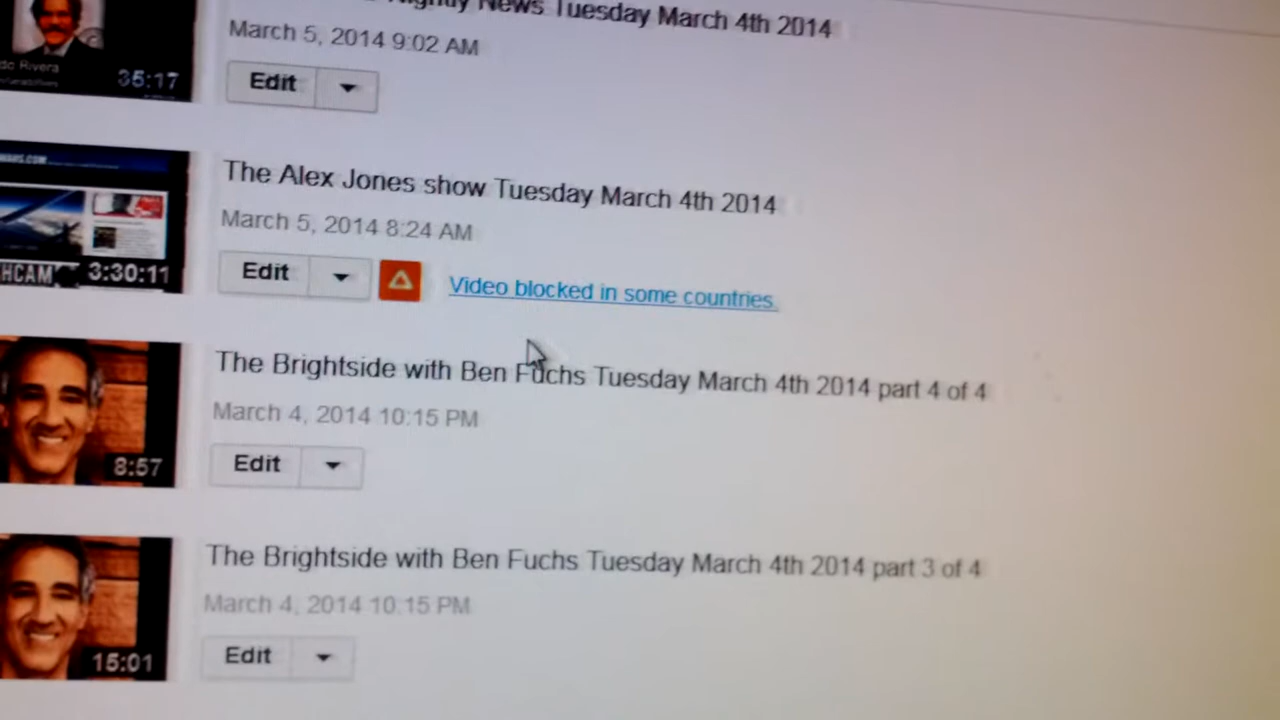 Nightly News Tuesday March 4th 2014
March 5, 2014 9:02 AM
do Rivera
35:17
Edit
The Alex Jones show Tuesday March 4th 2014
March 5, 2014 8:24 AM
HCAM
3:30:11
Edit
Video blocked in some countries.
The Brightside with Ben Fuchs Tuesday March 4th 2014 part 4 of 4
March 4, 2014 10:15 PM
8:57
Edit
The Brightside with Ben Fuchs Tuesday March 4th 2014 part 3 of 4
March 4, 2014 10:15 PM
15:01
Edit